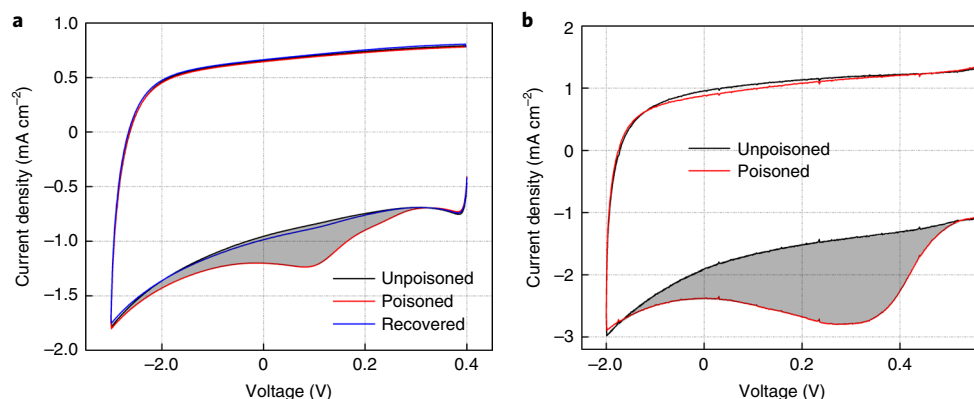 a
Current density (mA cm⁻²)
1.0
0.5
0
−0.5
−1.0
−1.5
−2.0
Unpoisoned
Poisoned
Recovered
−2.0
0
0.2
0.4
Voltage (V)
b
Current density (mA cm⁻²)
2
1
0
−1
−2
−3
Unpoisoned
Poisoned
−2.0
0
0.2
0.4
Voltage (V)